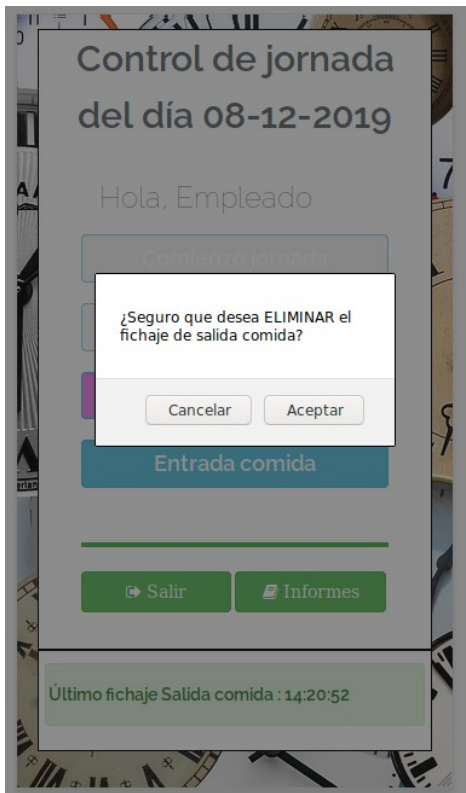 Control de jornada
del día 08-12-2019
Hola, Empleado
Comienzo jornada
¿Seguro que desea ELIMINAR el
fichaje de salida comida?
Cancelar Aceptar
Entrada comida
Salir Informes
Último fichaje Salida comida : 14:20:52